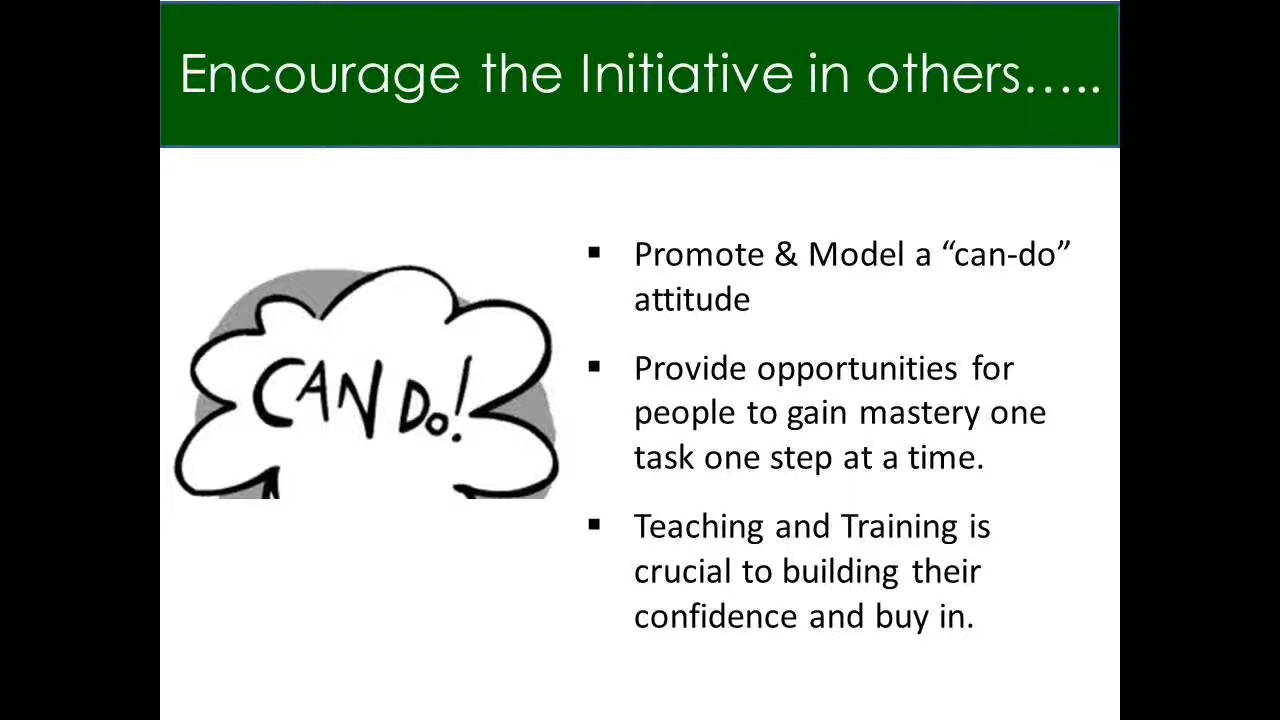 Encourage the Initiative in others…..
CAN DO!
▪ Promote & Model a “can-do”
attitude
▪ Provide opportunities for
people to gain mastery one
task one step at a time.
▪ Teaching and Training is
crucial to building their
confidence and buy in.